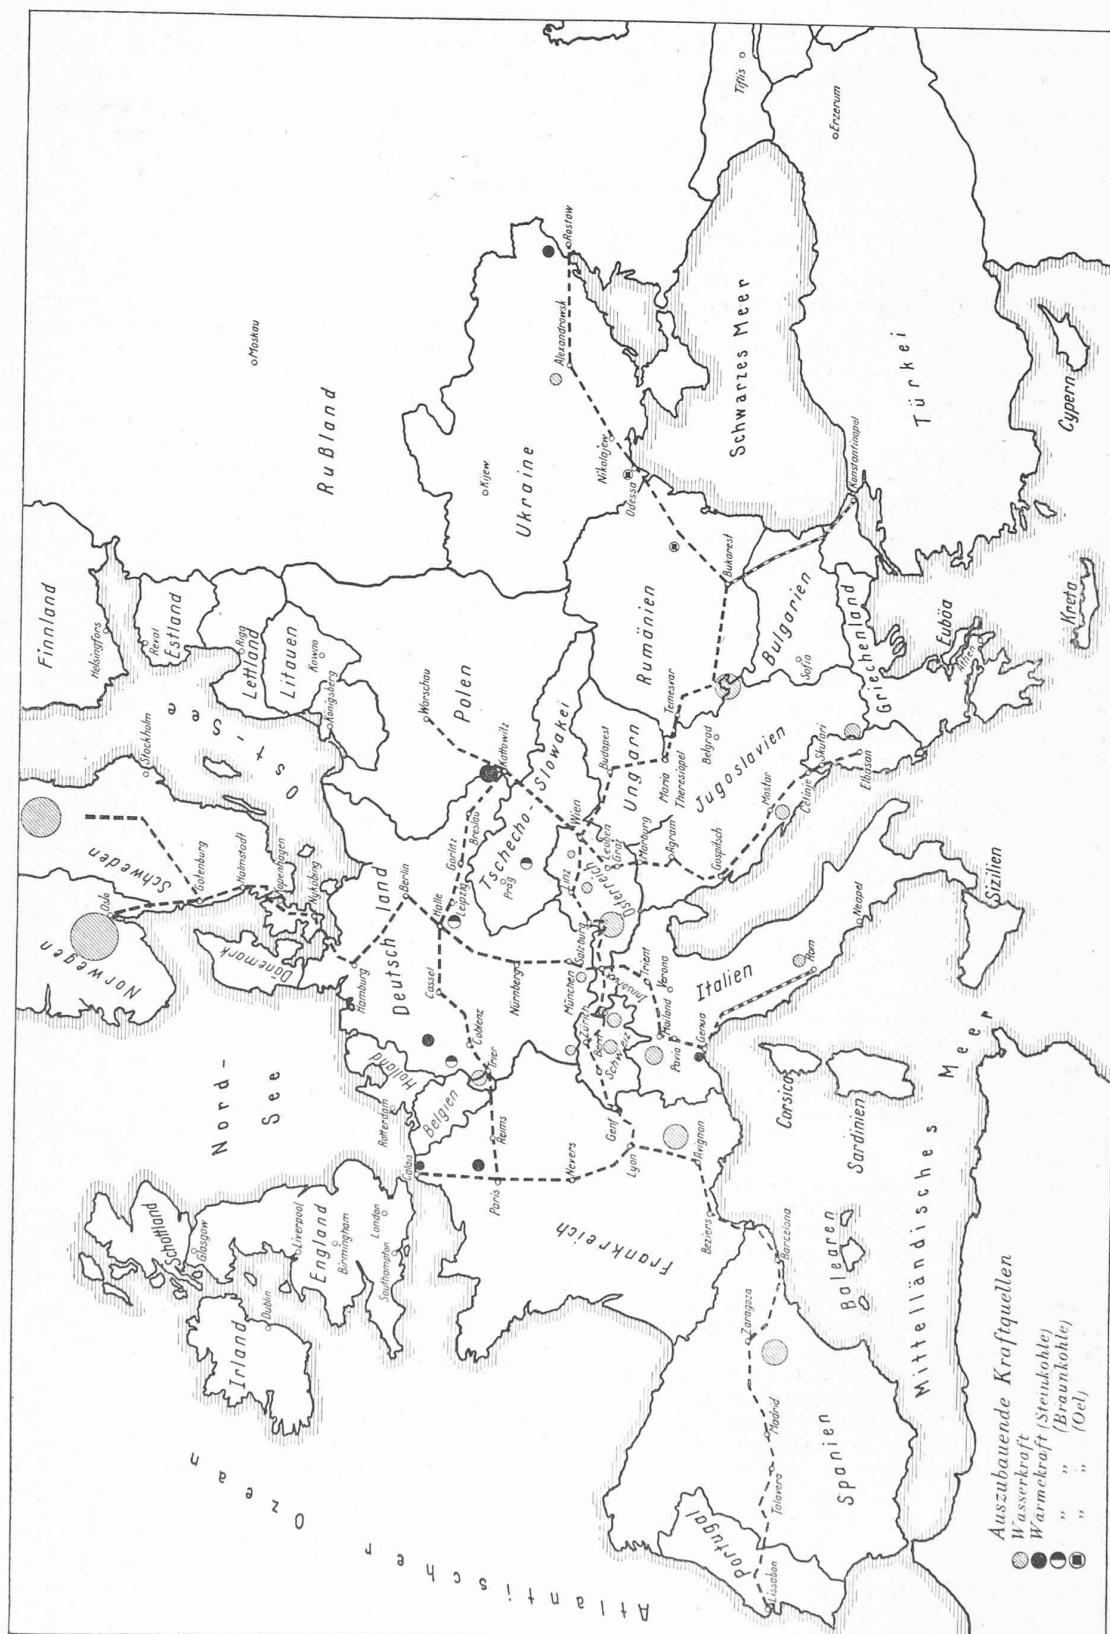 Finnland
Helsingfors
Reval
Estland
Riga
Lettland
Litauen
Kowno
Königsberg
Rußland
Moskau
Ost-See
Stockholm
Schweden
Norwegen
Oslo
Gotenburg
Halmstadt
Kopenhagen
Nykobing
Dänemark
Nord-
See
Schottland
Glasgow
Irland
Dublin
Liverpool
England
Birmingham
London
Southampton
Atlantischer Ozean
Hamburg
Berlin
Deutschland
Holland
Rotterdam
Belgien
Calais
Cassel
Halle
Leipzig
Görlitz
Breslau
Kattowitz
Warschau
Polen
Coblenz
Trier
Reims
Paris
Nürnberg
Prag
Tschecho-Slowakei
Kijew
Ukraine
Alexandrowsk
Rostow
Nikolajew
Odessa
Nevers
Lyon
Genf
Frankreich
Avignon
Beziers
München
Zürich
Bern
Schweiz
Salzburg
Innsbruck
Linz
Wien
Österreich
Leoben
Graz
Marburg
Budapest
Ungarn
Maria
Theresiopel
Temesvar
Rumänien
Bukarest
Belgrad
Jugoslavien
Agram
Gospitsch
Mostar
Cetinje
Skutari
Elbasan
Bulgarien
Sofia
Griechenland
Athen
Euböa
Kreta
Konstantinopel
Schwarzes Meer
Türkei
Tiflis
Erzerum
Cypern
Trient
Verona
Mailand
Pavia
Genua
Italien
Rom
Neapel
Sizilien
Corsica
Sardinien
Balearen
Mittelländisches Meer
Barcelona
Zaragoza
Madrid
Talavera
Spanien
Portugal
Lissabon
Auszubauende Kraftquellen
Wasserkraft
Wärmekraft (Steinkohle)
" " (Braunkohle)
" " (Oel)